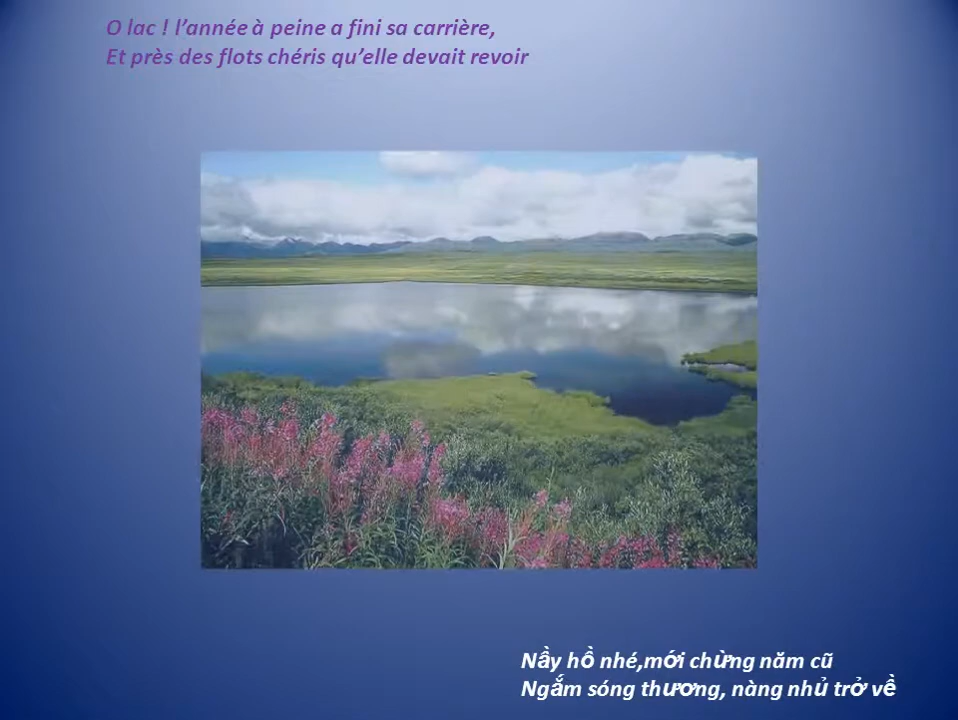 O lac ! l’année à peine a fini sa carrière,
Et près des flots chéris qu’elle devait revoir
Nầy hồ nhé,mới chừng năm cũ
Ngắm sóng thương, nàng nhủ trở về